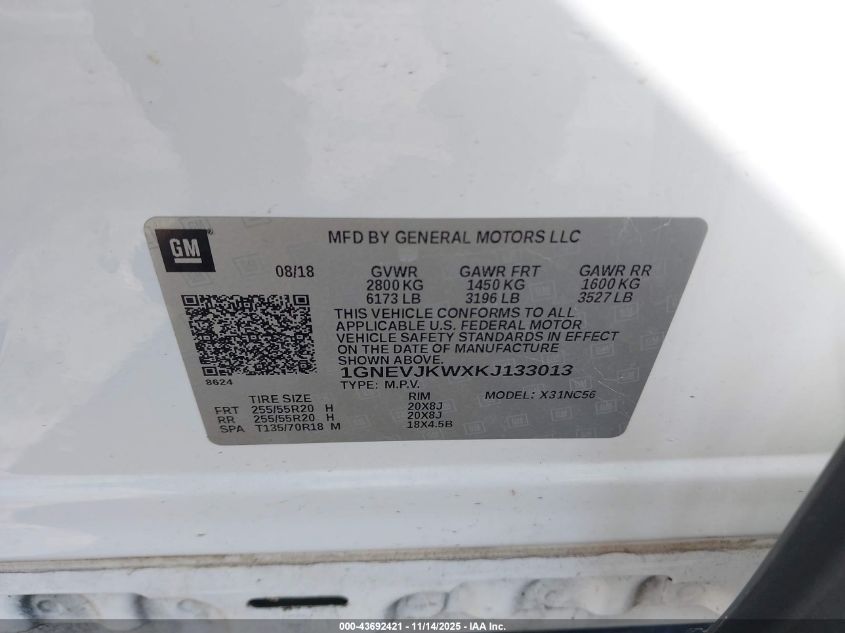 GM
MFD BY GENERAL MOTORS LLC
08/18 GVWR GAWR FRT GAWR RR
2800 KG 1450 KG 1600 KG
6173 LB 3196 LB 3527 LB
THIS VEHICLE CONFORMS TO ALL
APPLICABLE U.S. FEDERAL MOTOR
VEHICLE SAFETY STANDARDS IN EFFECT
ON THE DATE OF MANUFACTURE
SHOWN ABOVE.
8624 1GNEVJKWXKJ133013
TYPE: M.P.V.
TIRE SIZE RIM MODEL: X31NC56
FRT 255/55R20 H 20X8J
RR 255/55R20 H 20X8J
SPA T135/70R18 M 18X4.5B
000-43692421 - 11/14/2025 - IAA Inc.